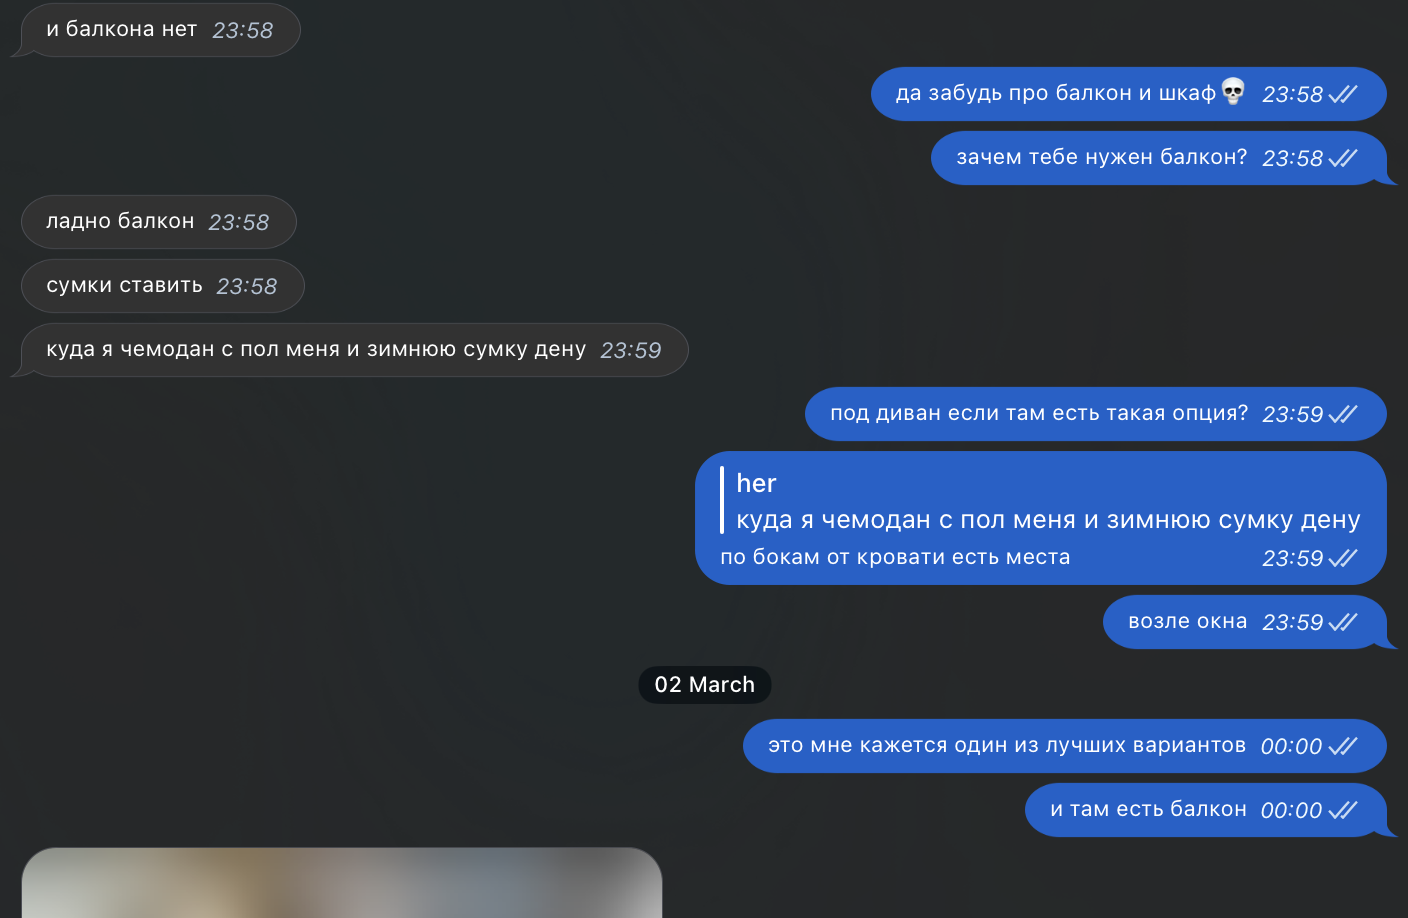 и балкона нет 23:58
да забудь про балкон и шкаф💀 23:58
зачем тебе нужен балкон? 23:58
ладно балкон 23:58
сумки ставить 23:58
куда я чемодан с пол меня и зимнюю сумку дену 23:59
под диван если там есть такая опция? 23:59
her
куда я чемодан с пол меня и зимнюю сумку дену
по бокам от кровати есть места 23:59
возле окна 23:59
02 March
это мне кажется один из лучших вариантов 00:00
и там есть балкон 00:00